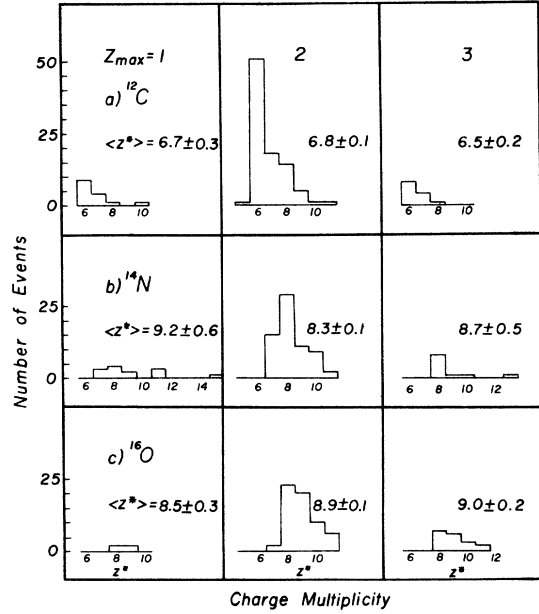 Zmax=1 2 3
a) ¹²C
<z*> = 6.7±0.3 6.8±0.1 6.5±0.2
50
25
0
6 8 10 6 8 10 6 8 10
b) ¹⁴N
<z*> = 9.2±0.6 8.3±0.1 8.7±0.5
25
0
6 8 10 12 14 6 8 10 6 8 10 12
c) ¹⁶O
<z*> = 8.5±0.3 8.9±0.1 9.0±0.2
25
0
6 8 10 6 8 10 6 8 10 12
z* z* z*
Number of Events
Charge Multiplicity